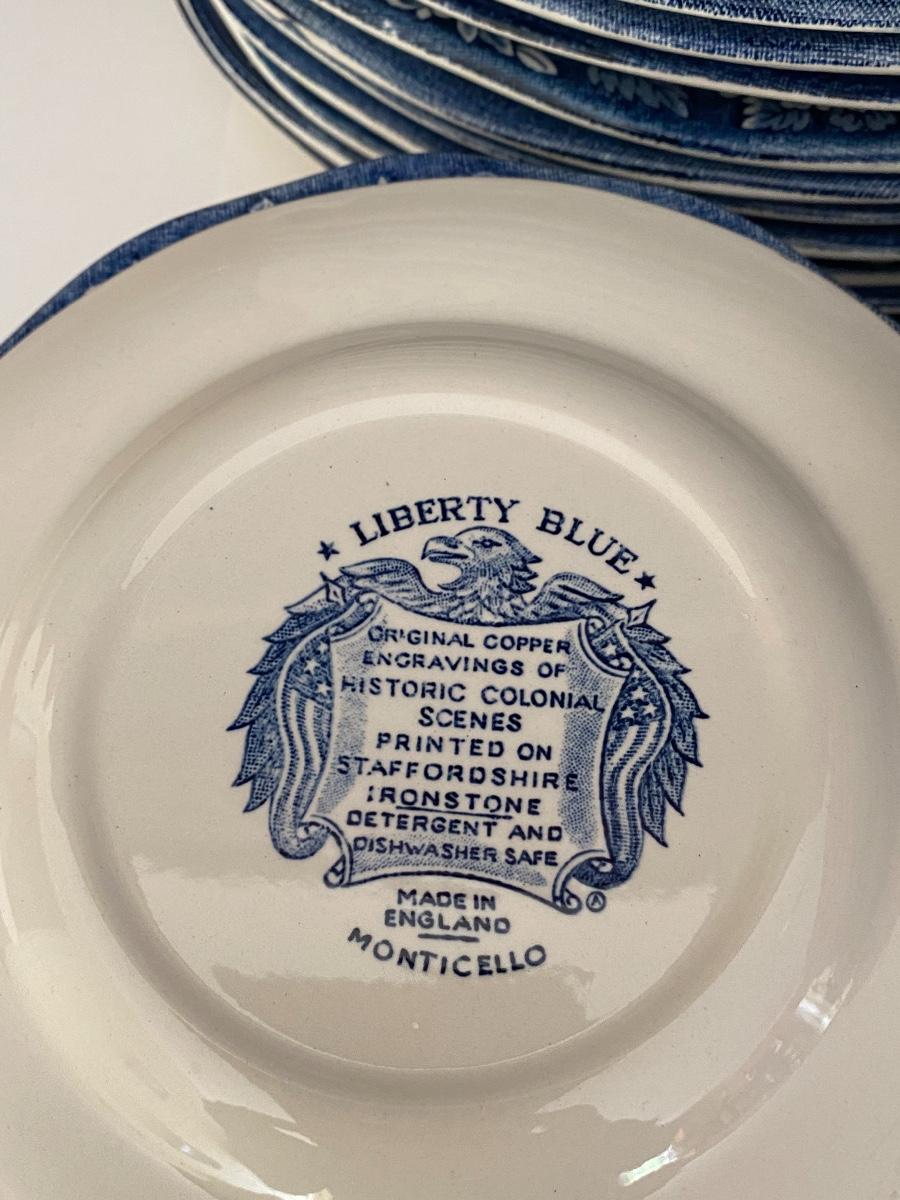 LIBERTY BLUE
ORIGINAL COPPER
ENGRAVINGS OF
HISTORIC COLONIAL
SCENES
PRINTED ON
STAFFORDSHIRE
IRONSTONE
DETERGENT AND
DISHWASHER SAFE
A
MADE IN
ENGLAND
MONTICELLO